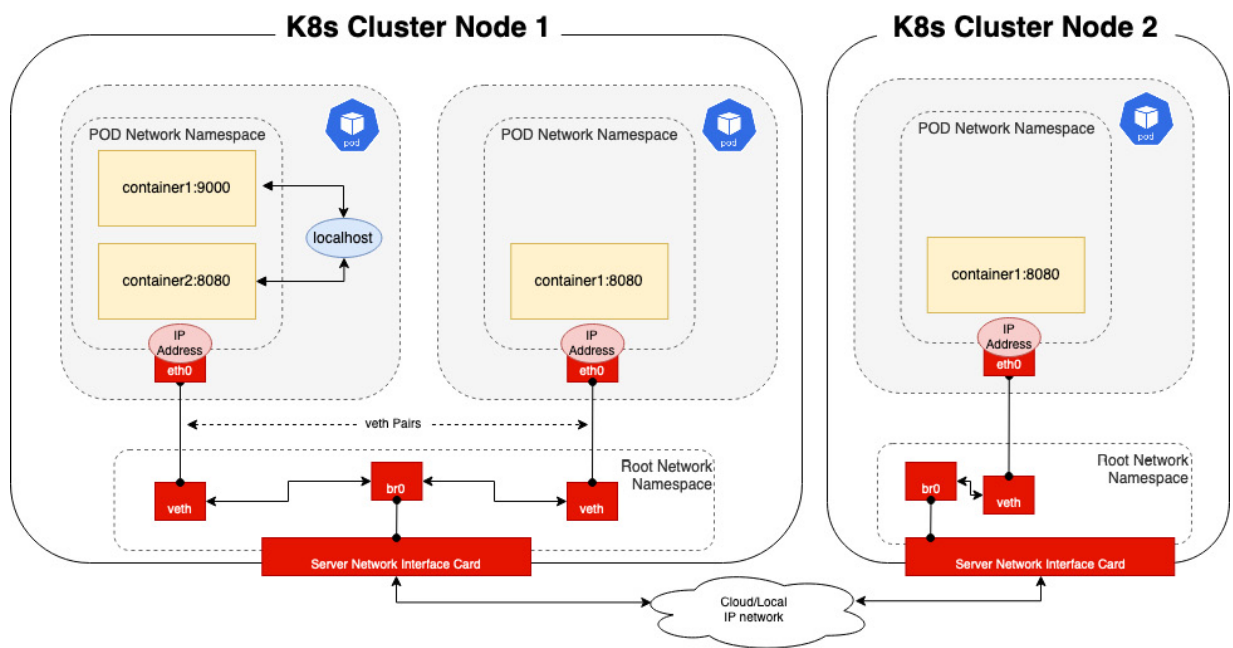 K8s Cluster Node 1
POD Network Namespace
pod
container1:9000
localhost
container2:8080
IP
Address
eth0
POD Network Namespace
pod
container1:8080
IP
Address
eth0
veth Pairs
Root Network
Namespace
veth
br0
veth
Server Network Interface Card
K8s Cluster Node 2
POD Network Namespace
pod
container1:8080
IP
Address
eth0
Root Network
Namespace
br0
veth
Server Network Interface Card
Cloud/Local
IP network